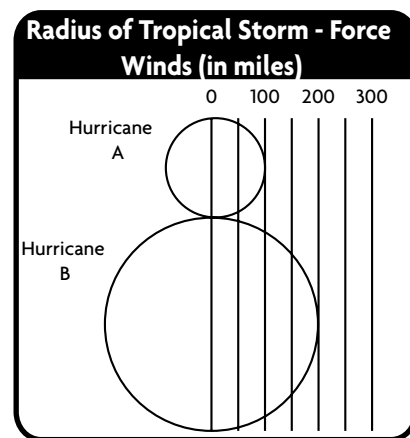 Radius of Tropical Storm - Force
Winds (in miles)
0 100 200 300
Hurricane
A
Hurricane
B